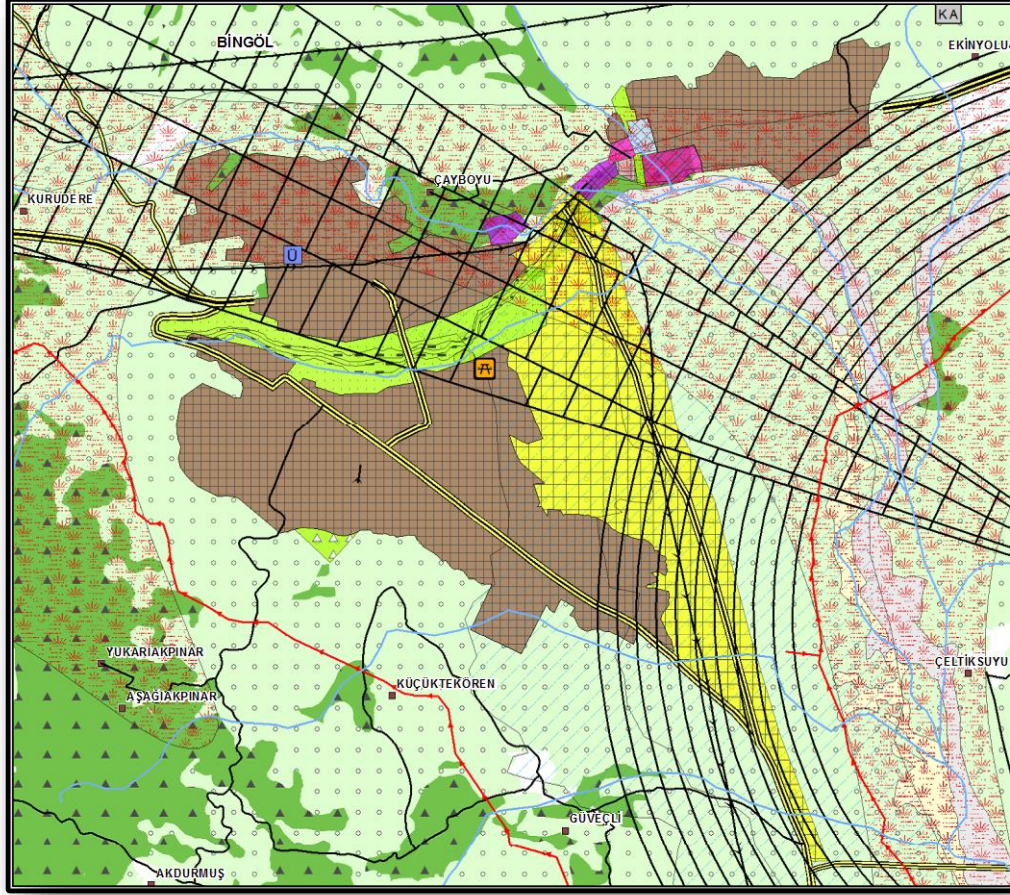 KA
BİNGÖL
EKİNYOLU
ÇAYBOYU
KURUDERE
Ü
YUKARIAKPINAR
ÇELTİKSUYU
KÜÇÜKTEKÖREN
AŞAĞIAKPINAR
GÜVEÇLİ
AKDURMUŞ